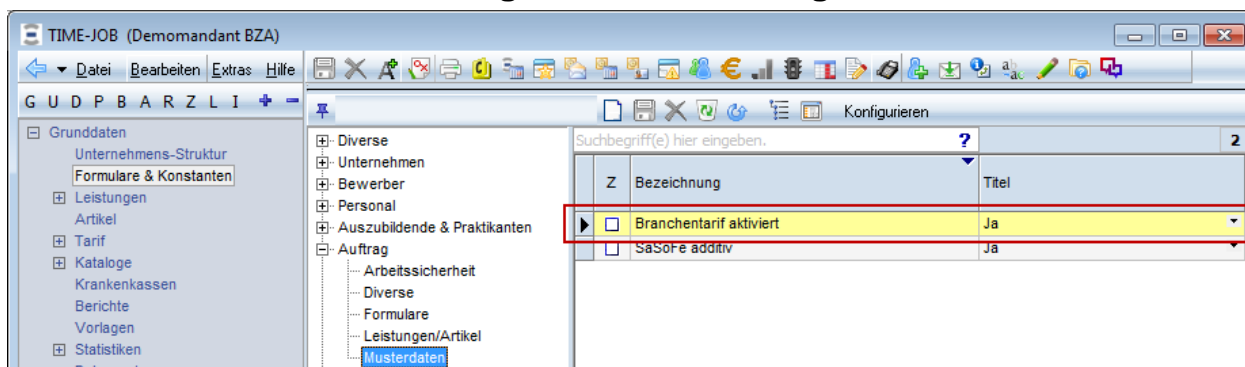 TIME-JOB (Demomandant BZA)
Datei Bearbeiten Extras Hilfe
G U D P B A R Z L I
Konfigurieren
Grunddaten
Unternehmens-Struktur
Formulare & Konstanten
Leistungen
Artikel
Tarif
Kataloge
Krankenkassen
Berichte
Vorlagen
Statistiken
Diverse
Unternehmen
Bewerber
Personal
Auszubildende & Praktikanten
Auftrag
Arbeitssicherheit
Diverse
Formulare
Leistungen/Artikel
Musterdaten
Suchbegriff(e) hier eingeben. ? 2
Z Bezeichnung Titel
Branchentarif aktiviert Ja
SaSoFe additiv Ja